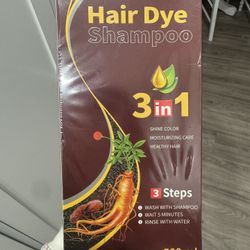 Hair Dye
Shampoo
3 in 1
SHINE COLOR
MOISTURIZING CARE
HEALTHY HAIR
3 Steps
WASH WITH SHAMPOO
WAIT 5 MINUTES
RINSE WITH WATER